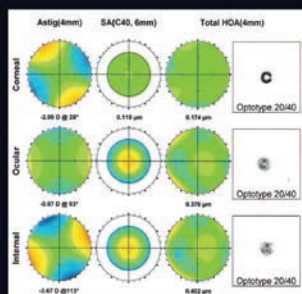 Astig(4mm) SA(C40, 6mm) Total HOA(4mm)
Corneal
-2.99 D @ 28° 0.110 µm 0.174 µm
C
Optotype 20/40
Ocular
-0.97 D @ 93° 0.376 µm
Optotype 20/40
Internal
-3.47 D @113° 0.403 µm
Optotype 20/40